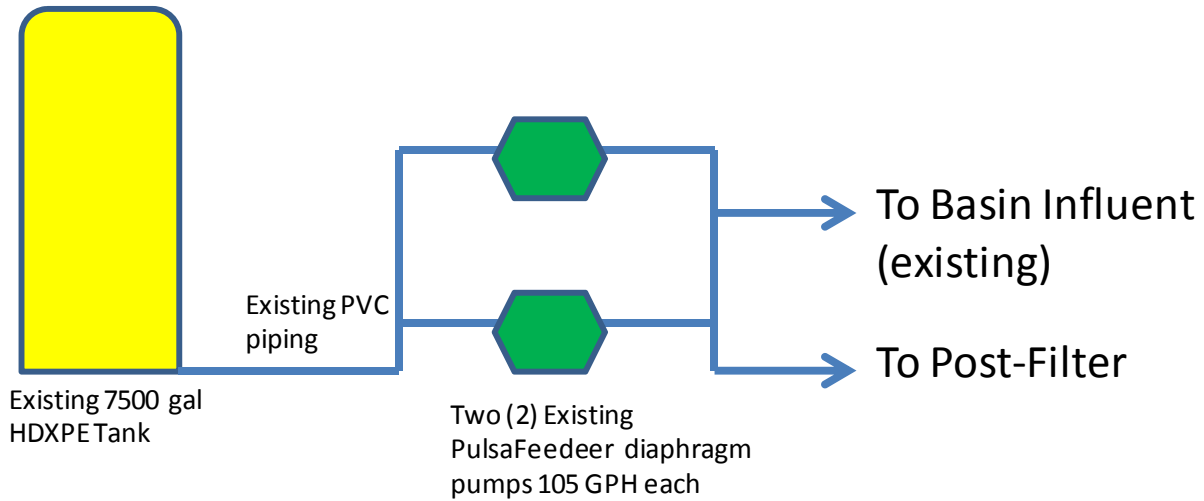 To Basin Influent
(existing)
Existing PVC
piping
To Post-Filter
Existing 7500 gal
HDXPE Tank
Two (2) Existing
PulsaFeedeer diaphragm
pumps 105 GPH each